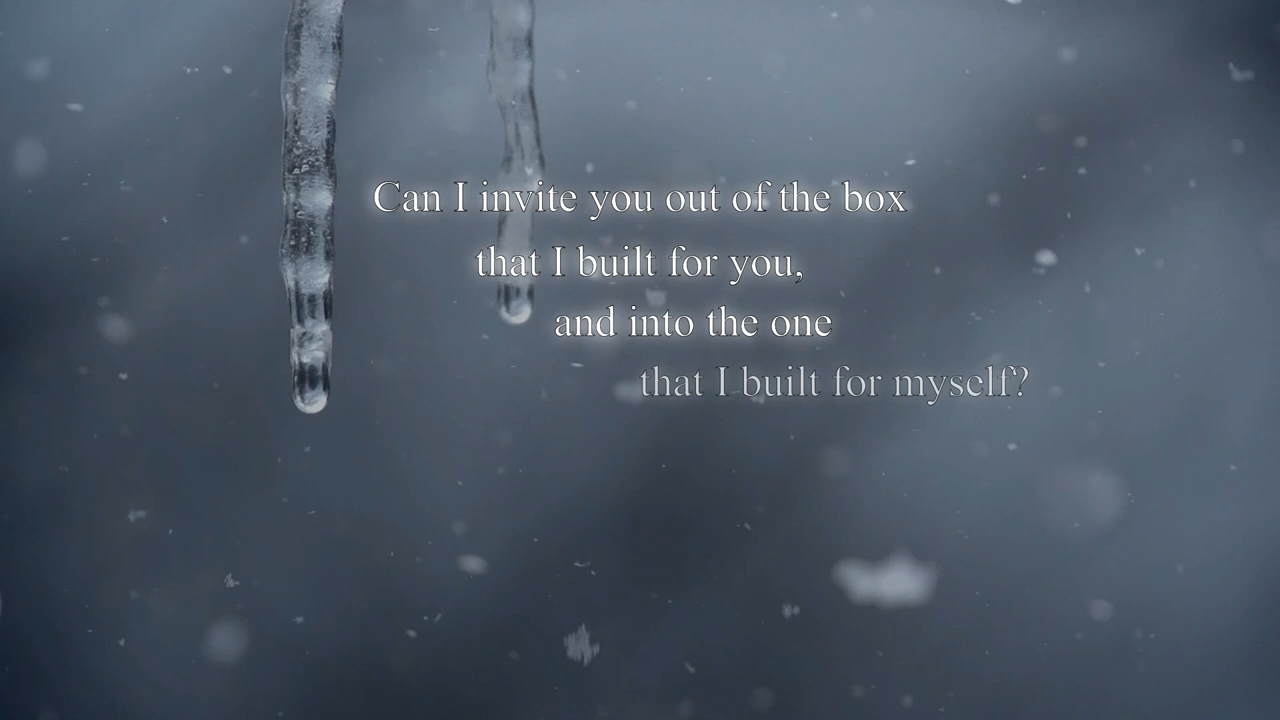 Can I invite you out of the box
that I built for you,
and into the one
that I built for myself?